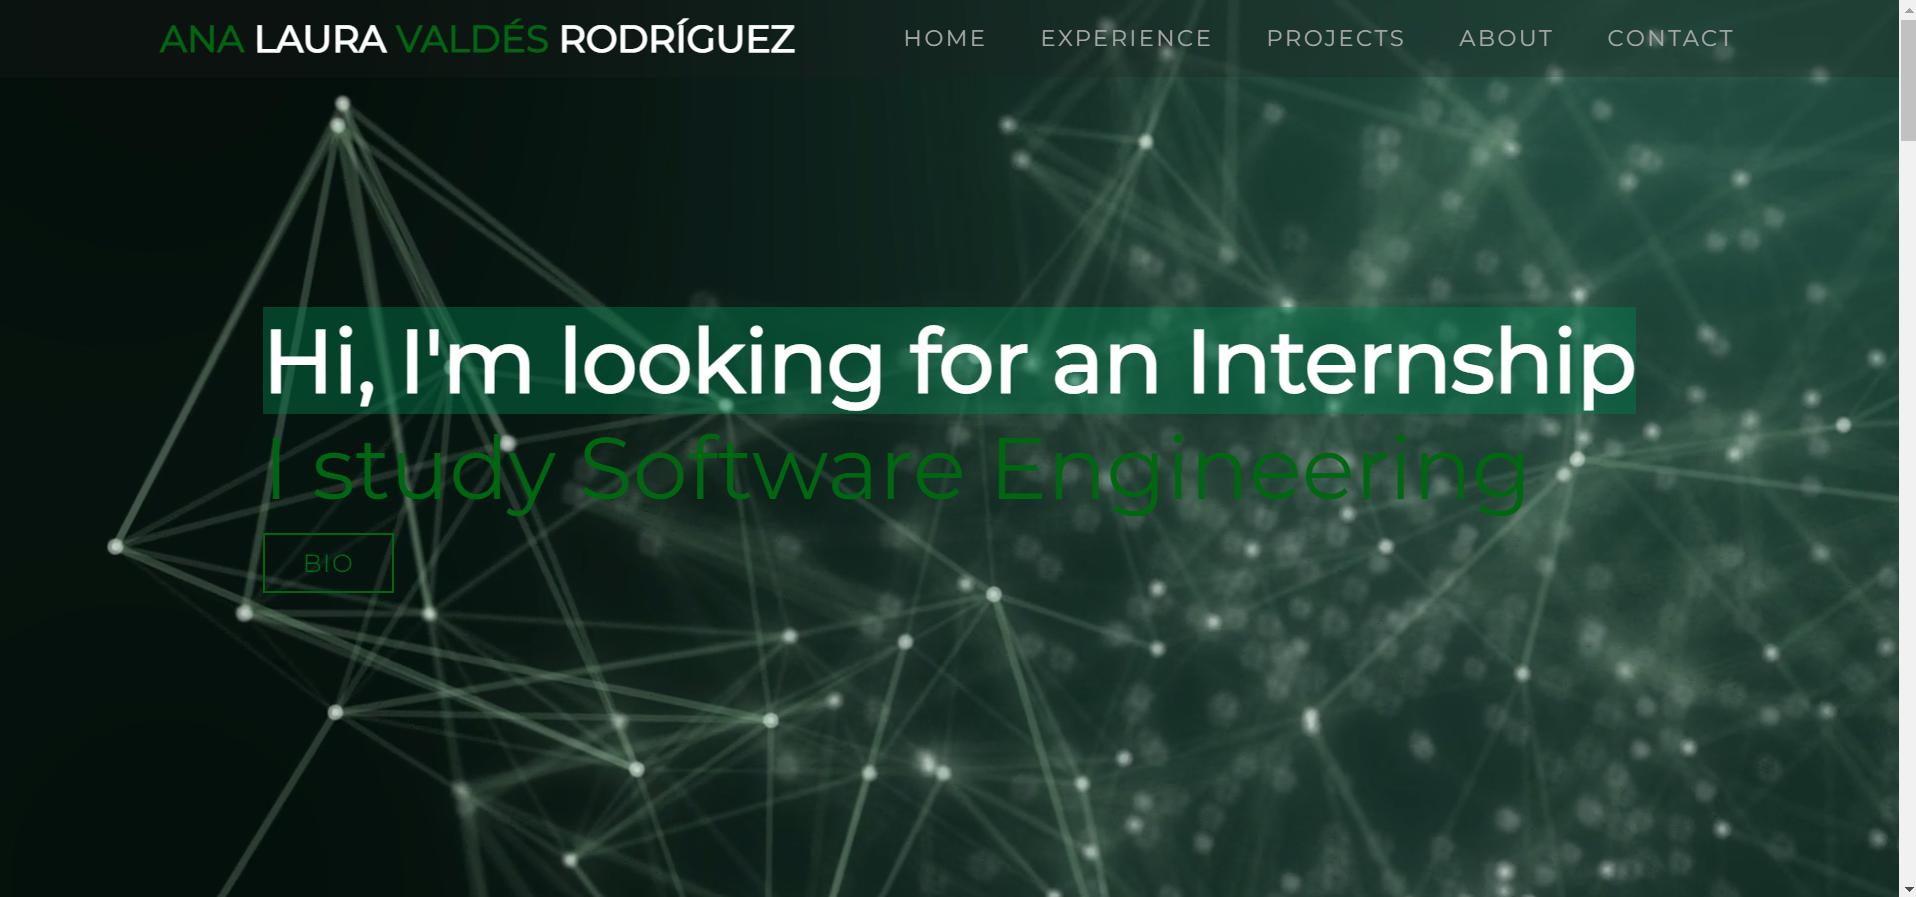 ANA LAURA VALDÉS RODRÍGUEZ
HOME EXPERIENCE PROJECTS ABOUT CONTACT
Hi, I'm looking for an Internship
I study Software Engineering
BIO